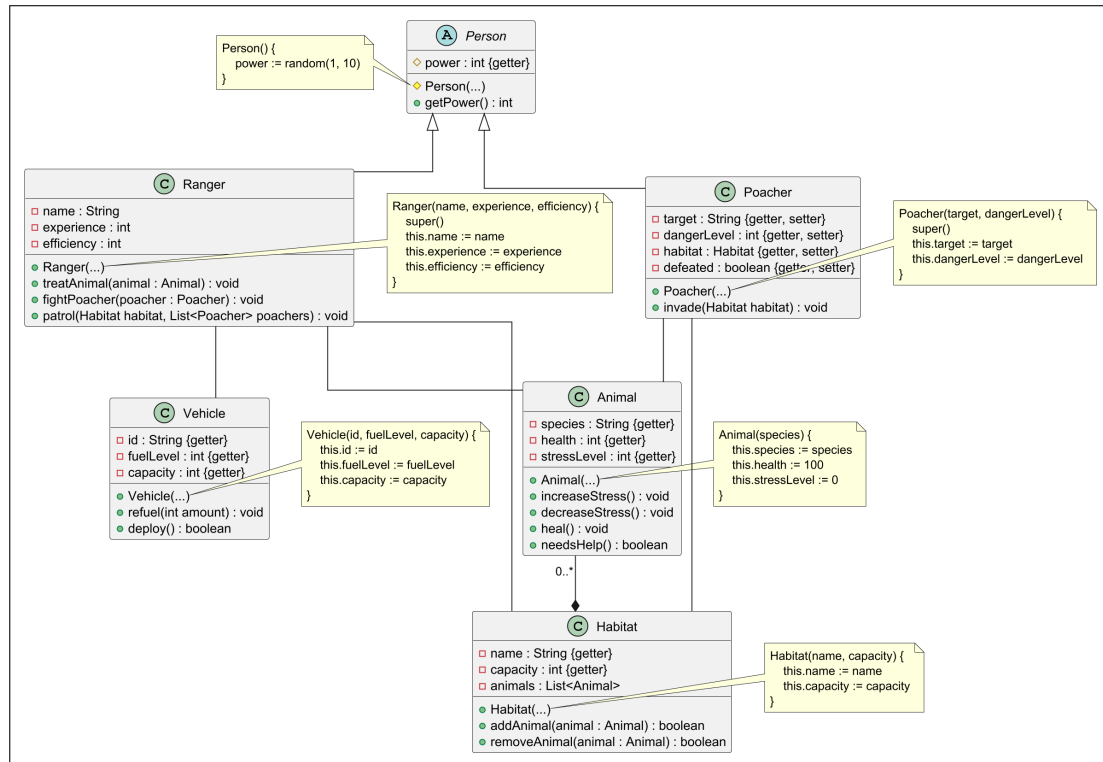 Person() {
power := random(1, 10)
}
A Person
power : int {getter}
Person(...)
getPower() : int
C Ranger
name : String
experience : int
efficiency : int
Ranger(...)
treatAnimal(animal : Animal) : void
fightPoacher(poacher : Poacher) : void
patrol(Habitat habitat, List<Poacher> poachers) : void
Ranger(name, experience, efficiency) {
super()
this.name := name
this.experience := experience
this.efficiency := efficiency
}
C Poacher
target : String {getter, setter}
dangerLevel : int {getter, setter}
habitat : Habitat {getter, setter}
defeated : boolean {getter, setter}
Poacher(...)
invade(Habitat habitat) : void
Poacher(target, dangerLevel) {
super()
this.target := target
this.dangerLevel := dangerLevel
}
C Vehicle
id : String {getter}
fuelLevel : int {getter}
capacity : int {getter}
Vehicle(...)
refuel(int amount) : void
deploy() : boolean
Vehicle(id, fuelLevel, capacity) {
this.id := id
this.fuelLevel := fuelLevel
this.capacity := capacity
}
C Animal
species : String {getter}
health : int {getter}
stressLevel : int {getter}
Animal(...)
increaseStress() : void
decreaseStress() : void
heal() : void
needsHelp() : boolean
Animal(species) {
this.species := species
this.health := 100
this.stressLevel := 0
}
0..*
C Habitat
name : String {getter}
capacity : int {getter}
animals : List<Animal>
Habitat(...)
addAnimal(animal : Animal) : boolean
removeAnimal(animal : Animal) : boolean
Habitat(name, capacity) {
this.name := name
this.capacity := capacity
}